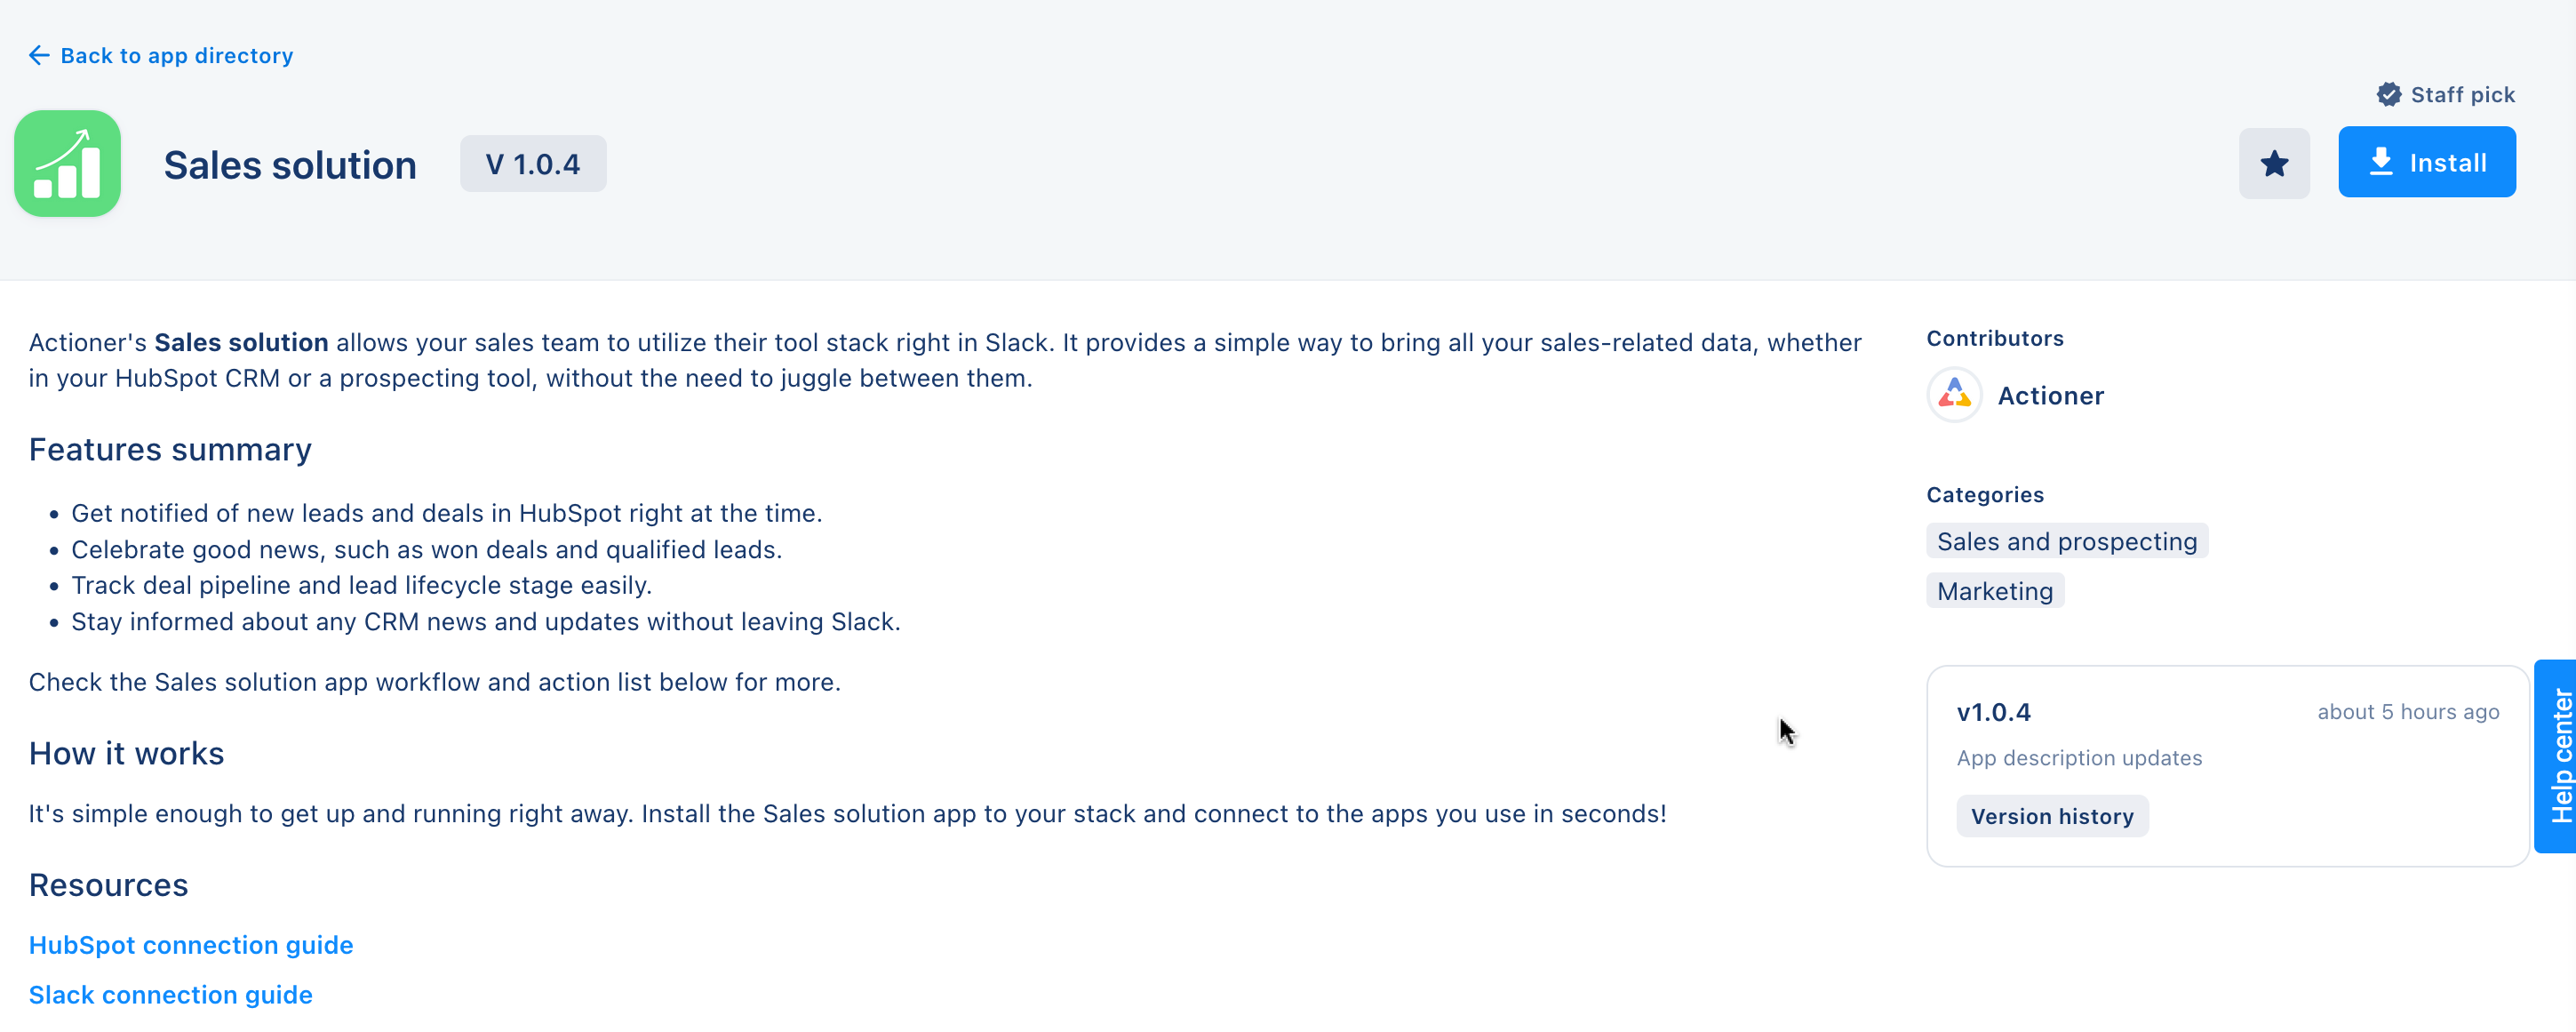 Back to app directory
Staff pick
Sales solution
V 1.0.4
Install
Actioner's Sales solution allows your sales team to utilize their tool stack right in Slack. It provides a simple way to bring all your sales-related data, whether
in your HubSpot CRM or a prospecting tool, without the need to juggle between them.
Features summary
• Get notified of new leads and deals in HubSpot right at the time.
• Celebrate good news, such as won deals and qualified leads.
• Track deal pipeline and lead lifecycle stage easily.
• Stay informed about any CRM news and updates without leaving Slack.
Check the Sales solution app workflow and action list below for more.
How it works
It's simple enough to get up and running right away. Install the Sales solution app to your stack and connect to the apps you use in seconds!
Resources
HubSpot connection guide
Slack connection guide
Contributors
Actioner
Categories
Sales and prospecting
Marketing
v1.0.4
about 5 hours ago
App description updates
Version history
Help center